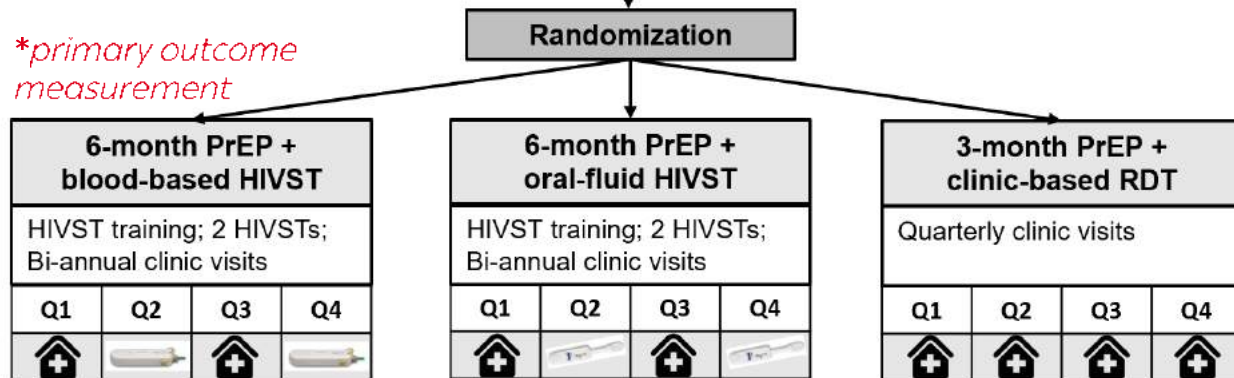 *primary outcome
measurement
Randomization
6-month PrEP +
blood-based HIVST
HIVST training; 2 HIVSTs;
Bi-annual clinic visits
Q1 Q2 Q3 Q4
6-month PrEP +
oral-fluid HIVST
HIVST training; 2 HIVSTs;
Bi-annual clinic visits
Q1 Q2 Q3 Q4
3-month PrEP +
clinic-based RDT
Quarterly clinic visits
Q1 Q2 Q3 Q4